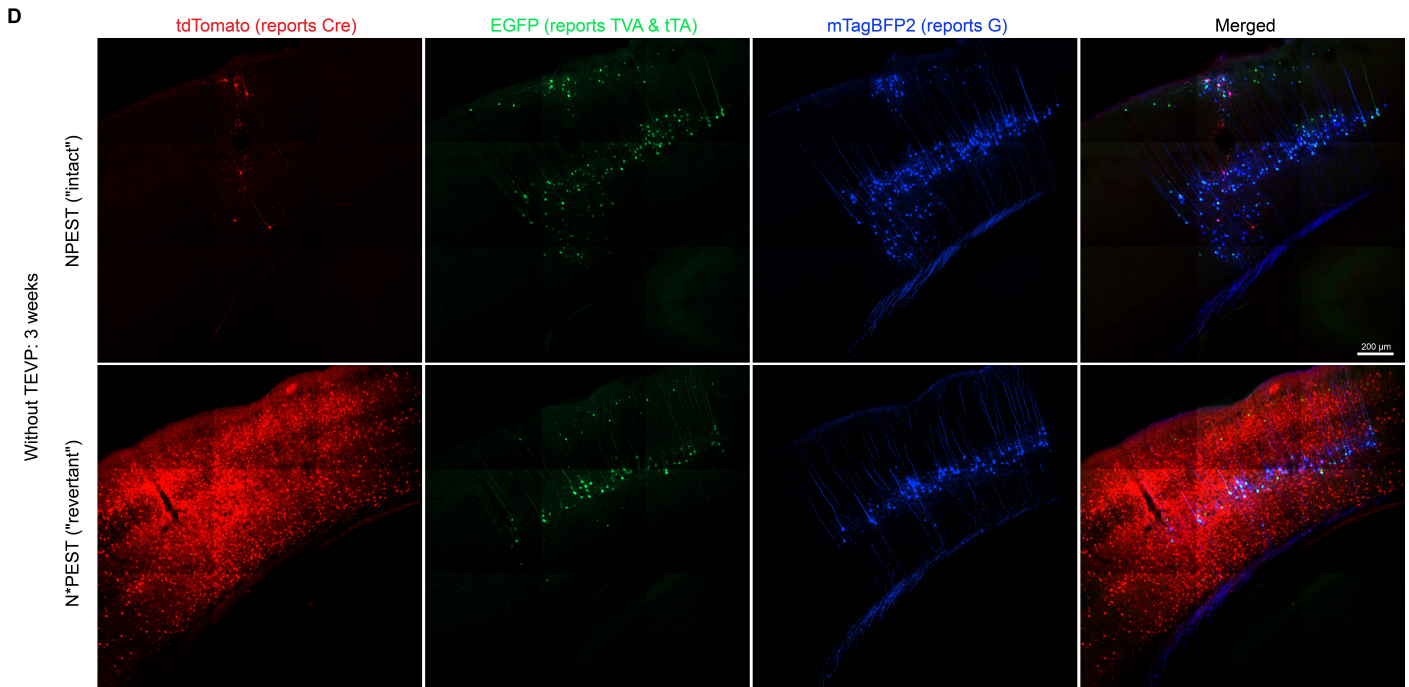 D
tdTomato (reports Cre)
EGFP (reports TVA & tTA)
mTagBFP2 (reports G)
Merged
Without TEVP: 3 weeks
NPEST ("intact")
200 µm
N*PEST ("revertant")